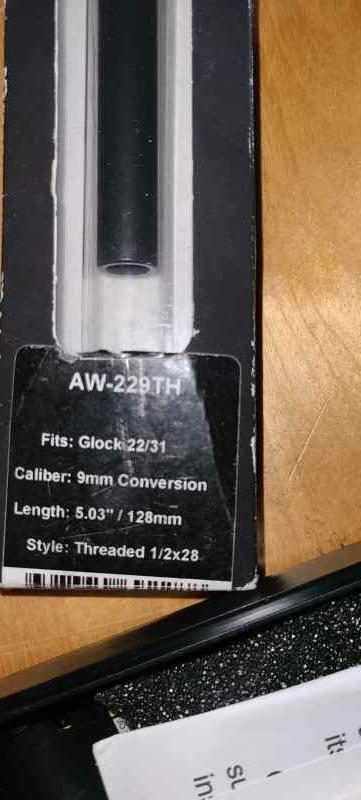 AW-229TH
Fits: Glock 22/31
Caliber: 9mm Conversion
Length: 5.03" / 128mm
Style: Threaded 1/2x28